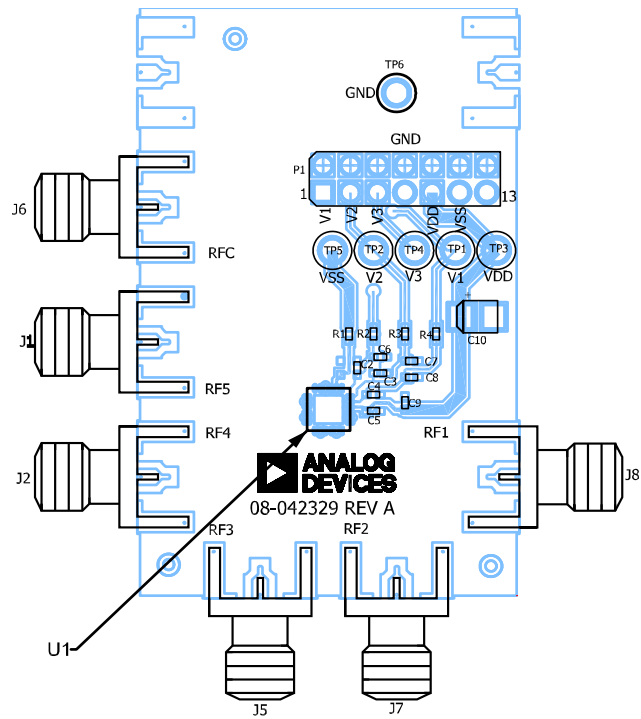 TP6
GND
GND
P1
1
13
V1
V2
V3
VDD
VSS
J6
RFC
TP5
TP2
TP4
TP1
TP3
VSS
V2
V3
V1
VDD
+
R1
R2
R3
R4
C10
J1
C6
C7
C2
C3
C8
RF5
C4
C9
C5
RF4
RF1
J2
ANALOG
DEVICES
J8
08-042329 REV A
RF3
RF2
U1
J5
J7